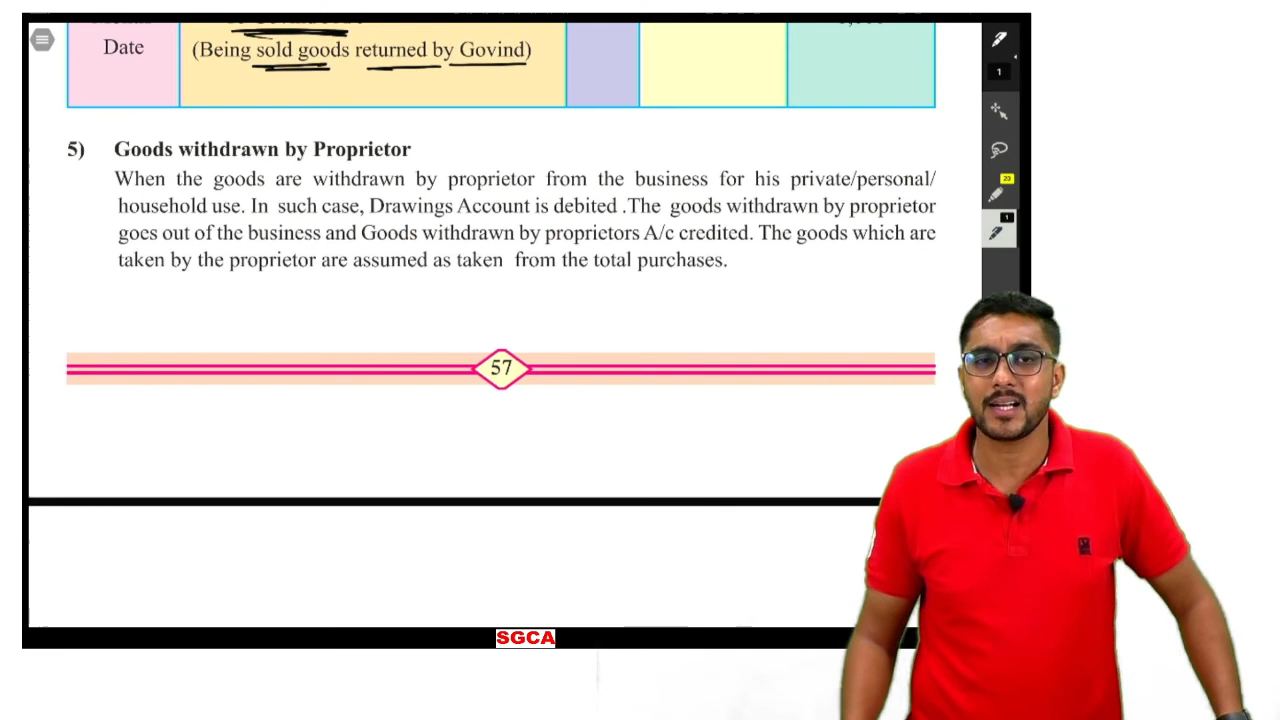 Date
(Being sold goods returned by Govind)
5) Goods withdrawn by Proprietor
When the goods are withdrawn by proprietor from the business for his private/personal/
household use. In such case, Drawings Account is debited .The goods withdrawn by proprietor
goes out of the business and Goods withdrawn by proprietors A/c credited. The goods which are
taken by the proprietor are assumed as taken from the total purchases.
57
SGCA
1
20
1